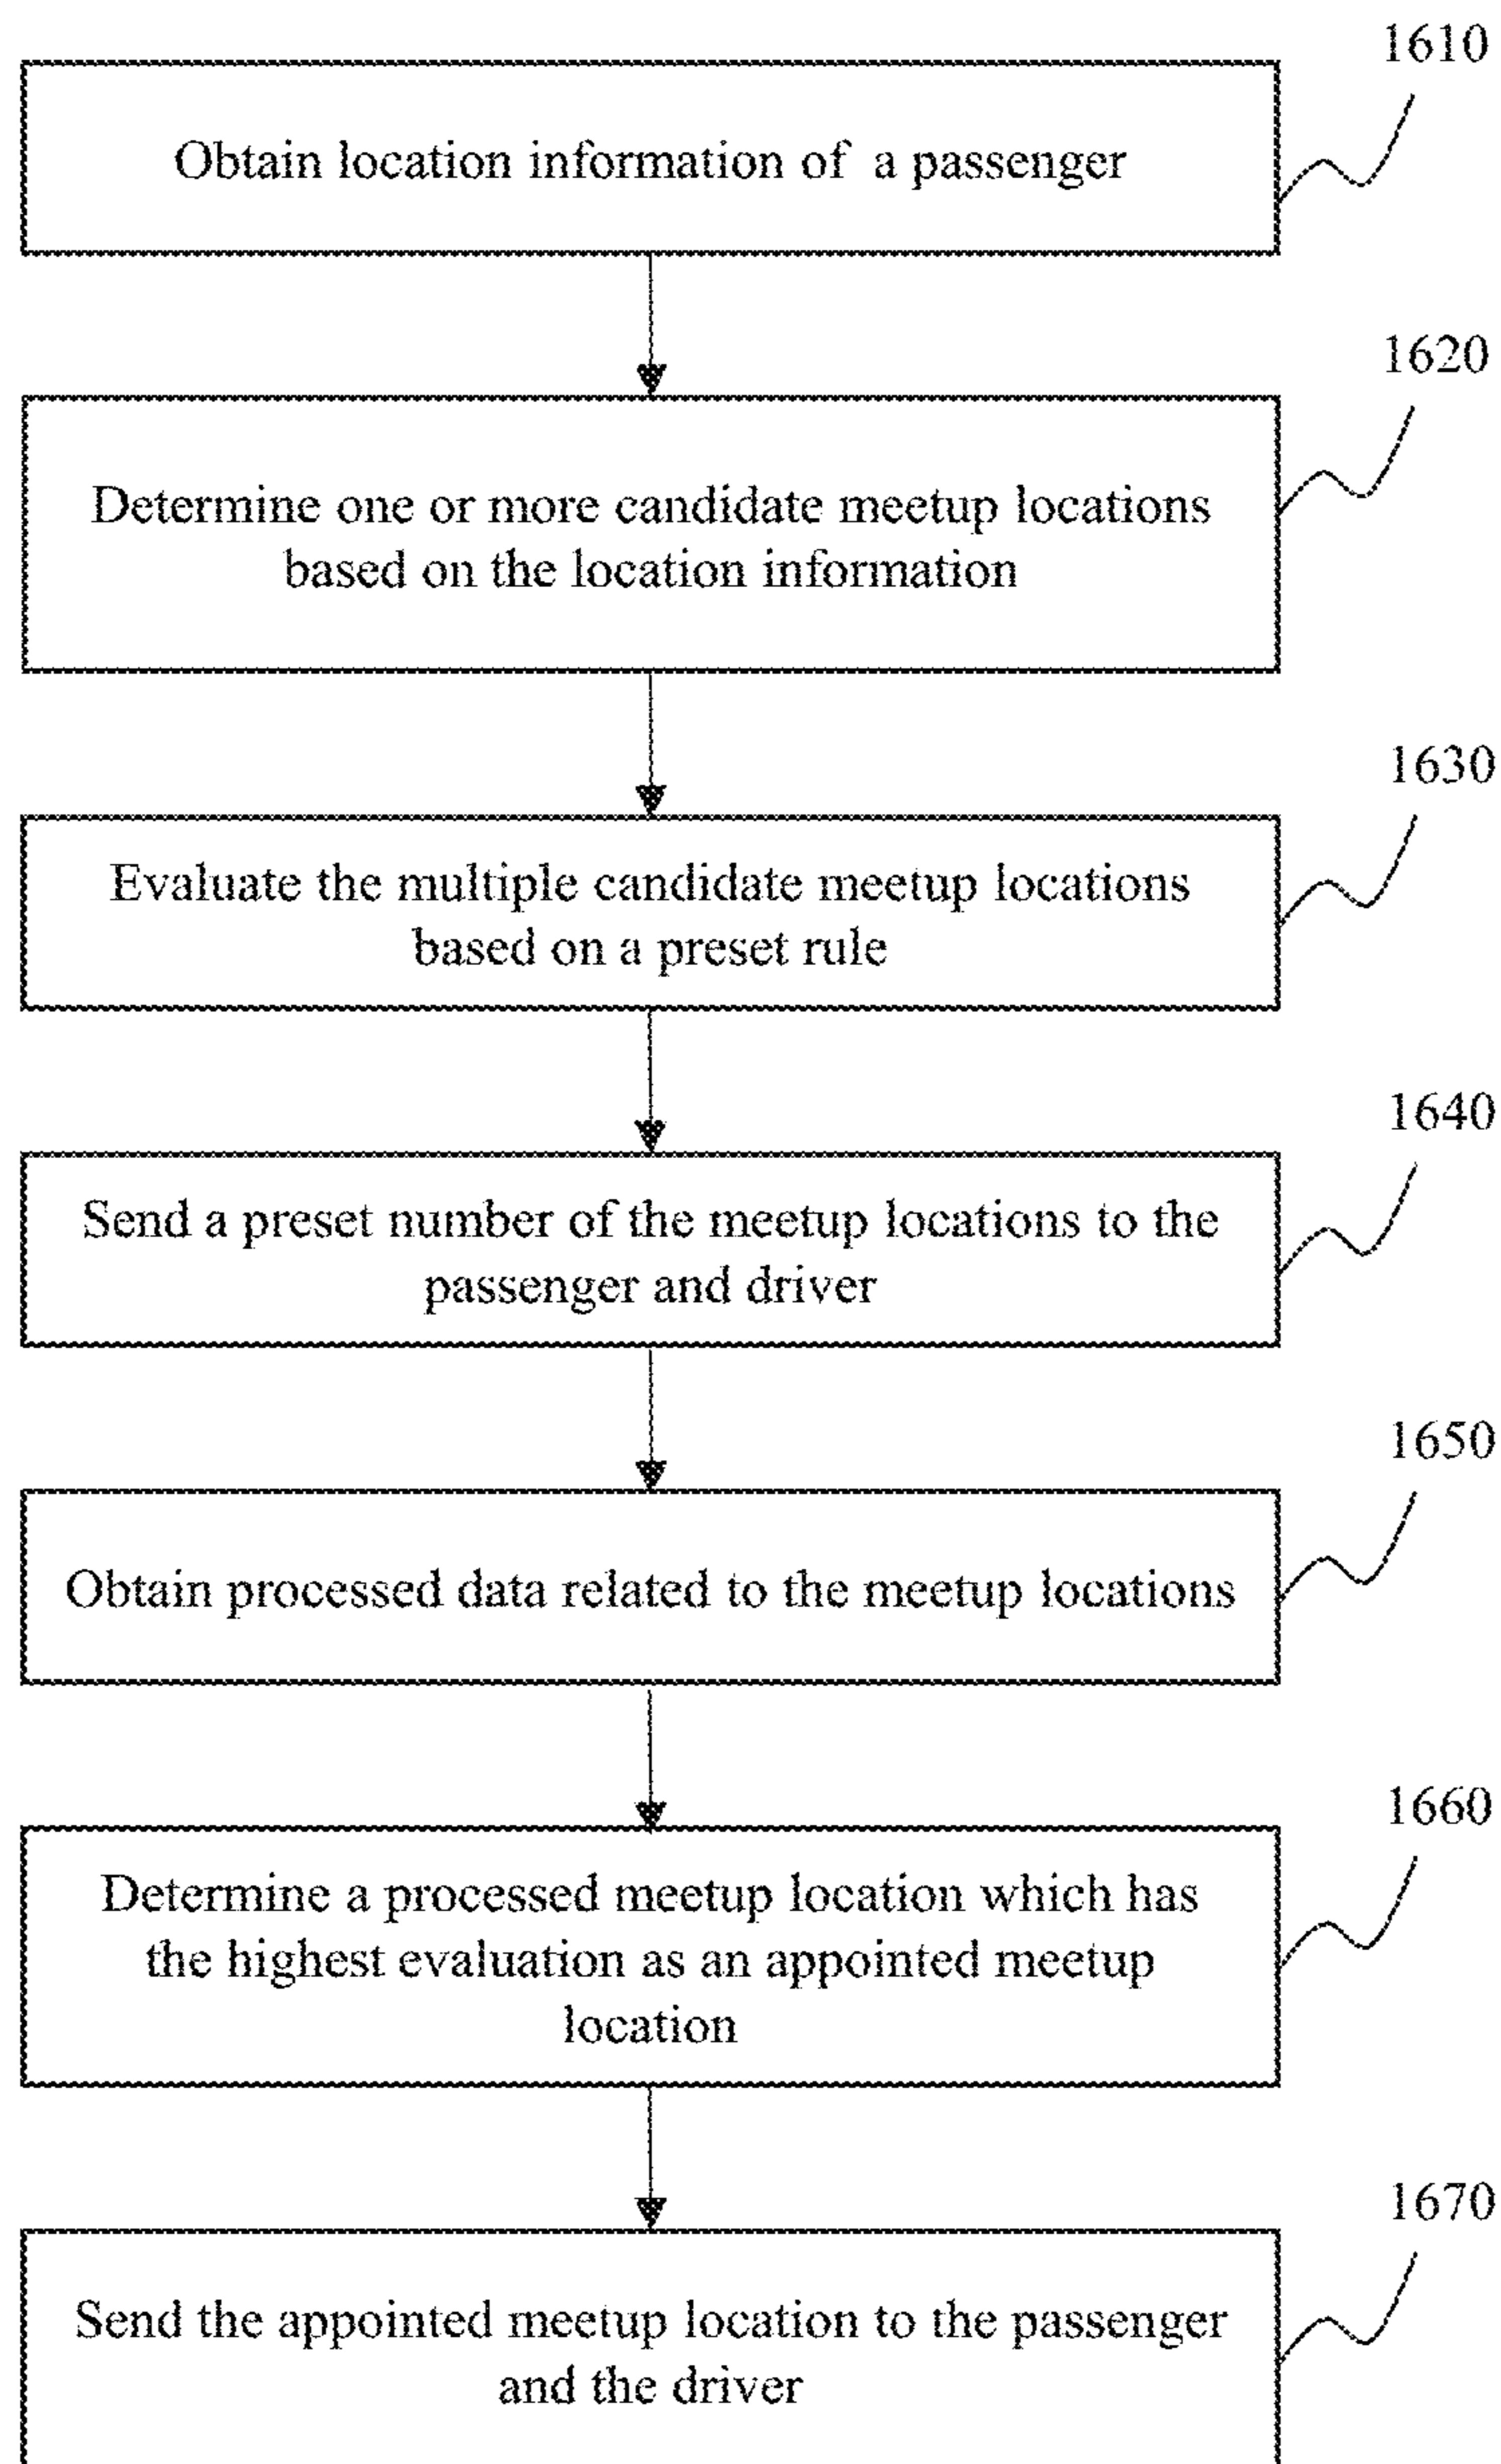 1610
Obtain location information of a passenger
1620
Determine one or more candidate meetup locations
based on the location information
1630
Evaluate the multiple candidate meetup locations
based on a preset rule
1640
Send a preset number of the meetup locations to the
passenger and driver
1650
Obtain processed data related to the meetup locations
1660
Determine a processed meetup location which has
the highest evaluation as an appointed meetup
location
1670
Send the appointed meetup location to the passenger
and the driver